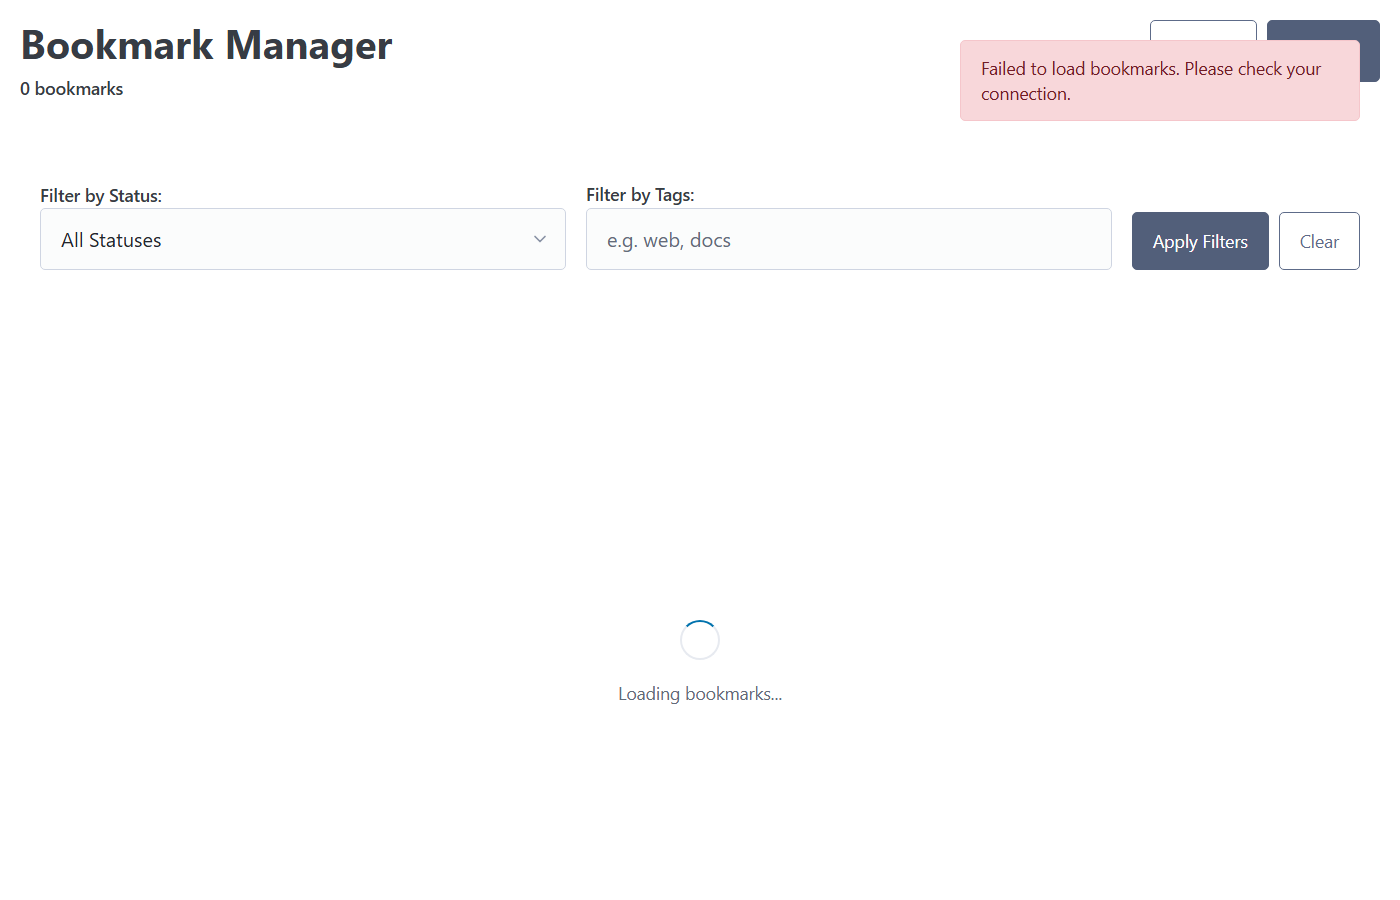 Bookmark Manager
0 bookmarks
Failed to load bookmarks. Please check your
connection.
Filter by Status:
All Statuses
Filter by Tags:
e.g. web, docs
Apply Filters
Clear
Loading bookmarks...